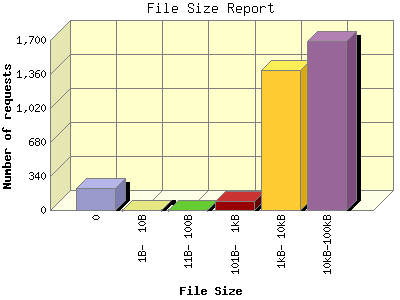 File Size Report
Number of requests
1,700
1,360
1,020
680
340
0
0
1B- 10B
11B- 100B
101B- 1kB
1kB- 10kB
10kB-100kB
File Size